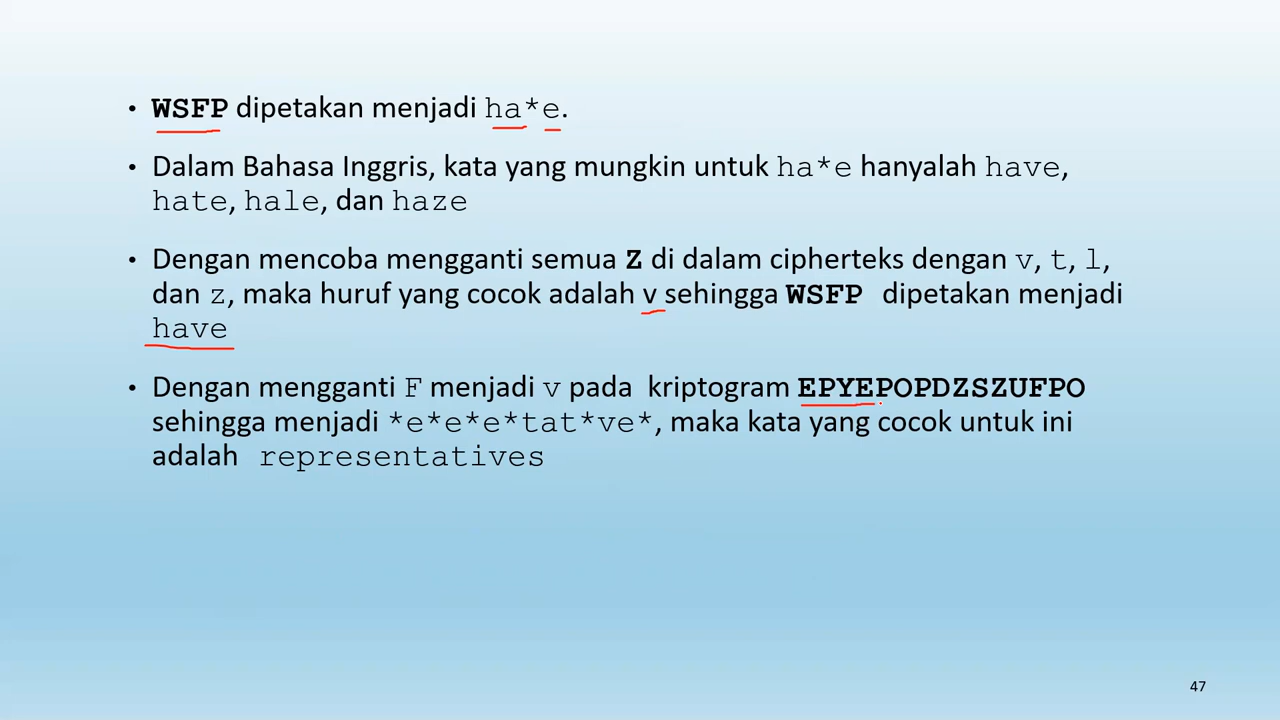 • WSFP dipetakan menjadi ha*e.
• Dalam Bahasa Inggris, kata yang mungkin untuk ha*e hanyalah have,
hate, hale, dan haze
• Dengan mencoba mengganti semua Z di dalam cipherteks dengan v, t, l,
dan z, maka huruf yang cocok adalah v sehingga WSFP dipetakan menjadi
have
• Dengan mengganti F menjadi v pada kriptogram EPYEPOPDZSZUFPO
sehingga menjadi *e*e*e*tat*ve*, maka kata yang cocok untuk ini
adalah representatives
47